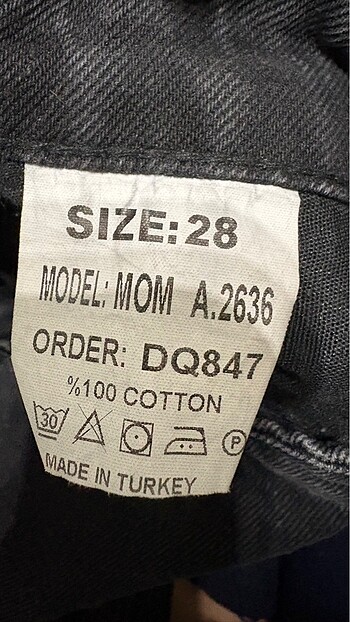 SIZE:28
MODEL: MOM A.2636
ORDER: DQ847
%100 COTTON
30 P
MADE IN TURKEY